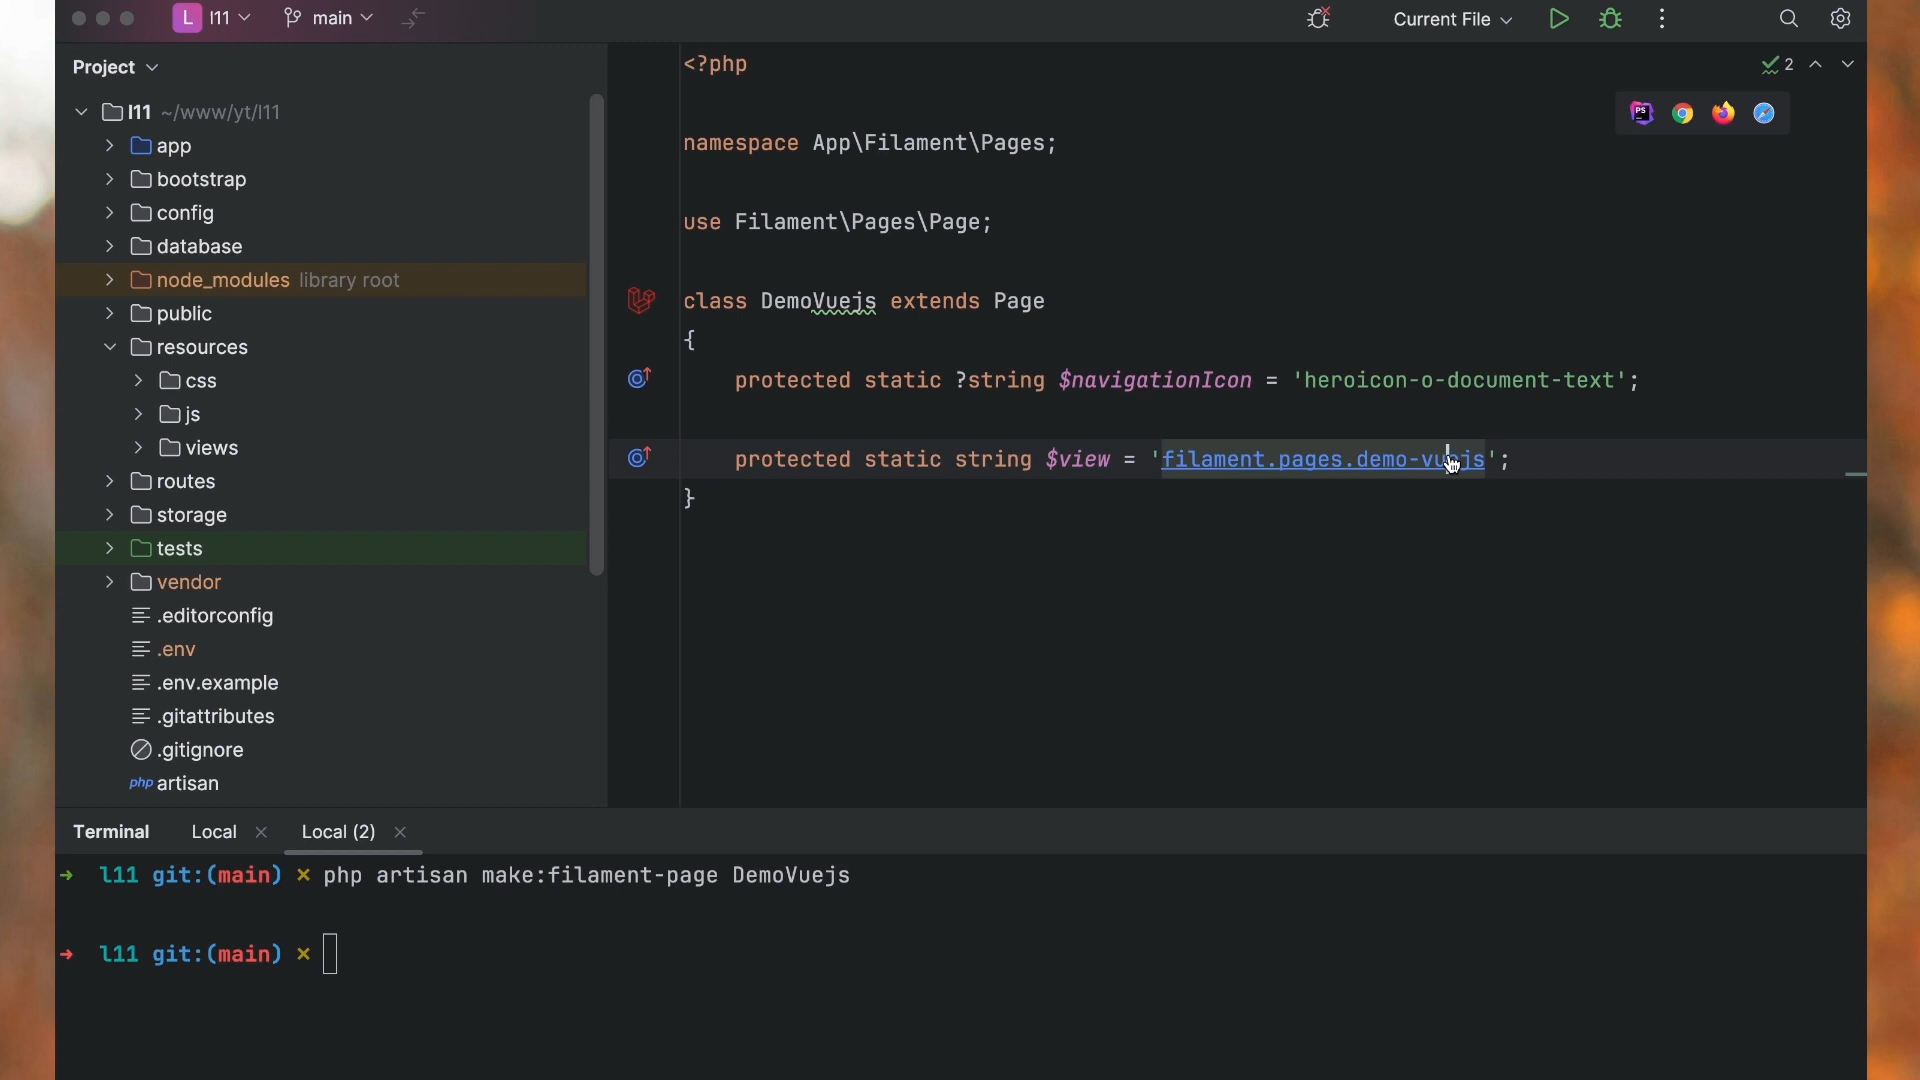 L l11 main Current File
Project
l11 ~/www/yt/l11
app
bootstrap
config
database
node_modules library root
public
resources
css
js
views
routes
storage
tests
vendor
.editorconfig
.env
.env.example
.gitattributes
.gitignore
php artisan
<?php
2
PS
namespace App\Filament\Pages;
use Filament\Pages\Page;
class DemoVuejs extends Page
{
protected static ?string $navigationIcon = 'heroicon-o-document-text';
protected static string $view = 'filament.pages.demo-vuejs';
}
Terminal Local × Local (2) ×
→ l11 git:(main) × php artisan make:filament-page DemoVuejs
→ l11 git:(main) ×